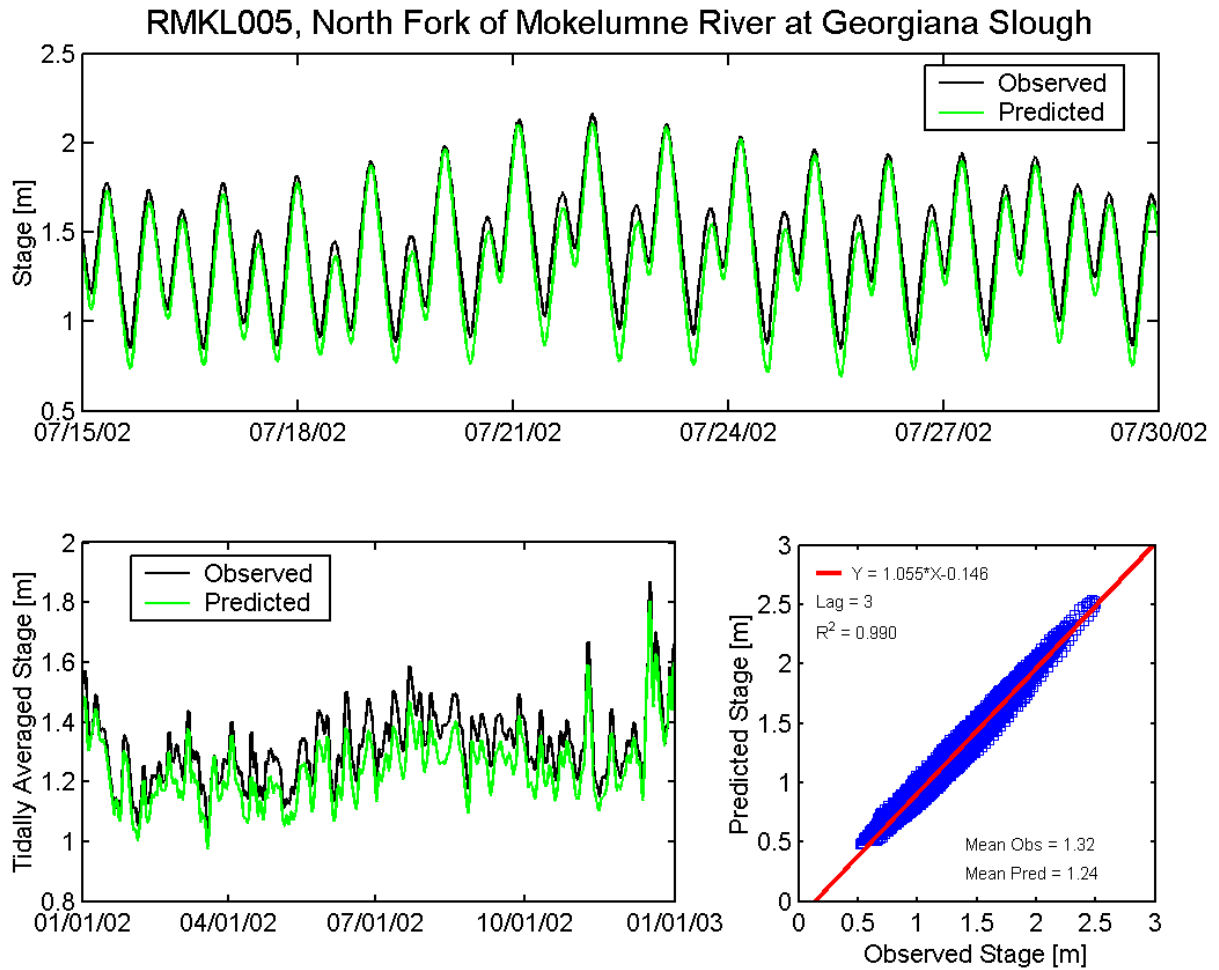 RMKL005, North Fork of Mokelumne River at Georgiana Slough
2.5
2
1.5
1
0.5
Stage [m]
Observed
Predicted
07/15/02 07/18/02 07/21/02 07/24/02 07/27/02 07/30/02
2
1.8
1.6
1.4
1.2
1
0.8
Tidally Averaged Stage [m]
Observed
Predicted
01/01/02 04/01/02 07/01/02 10/01/02 01/01/03
3
2.5
2
1.5
1
0.5
0
Predicted Stage [m]
Y = 1.055*X-0.146
Lag = 3
R² = 0.990
Mean Obs = 1.32
Mean Pred = 1.24
0 0.5 1 1.5 2 2.5 3
Observed Stage [m]